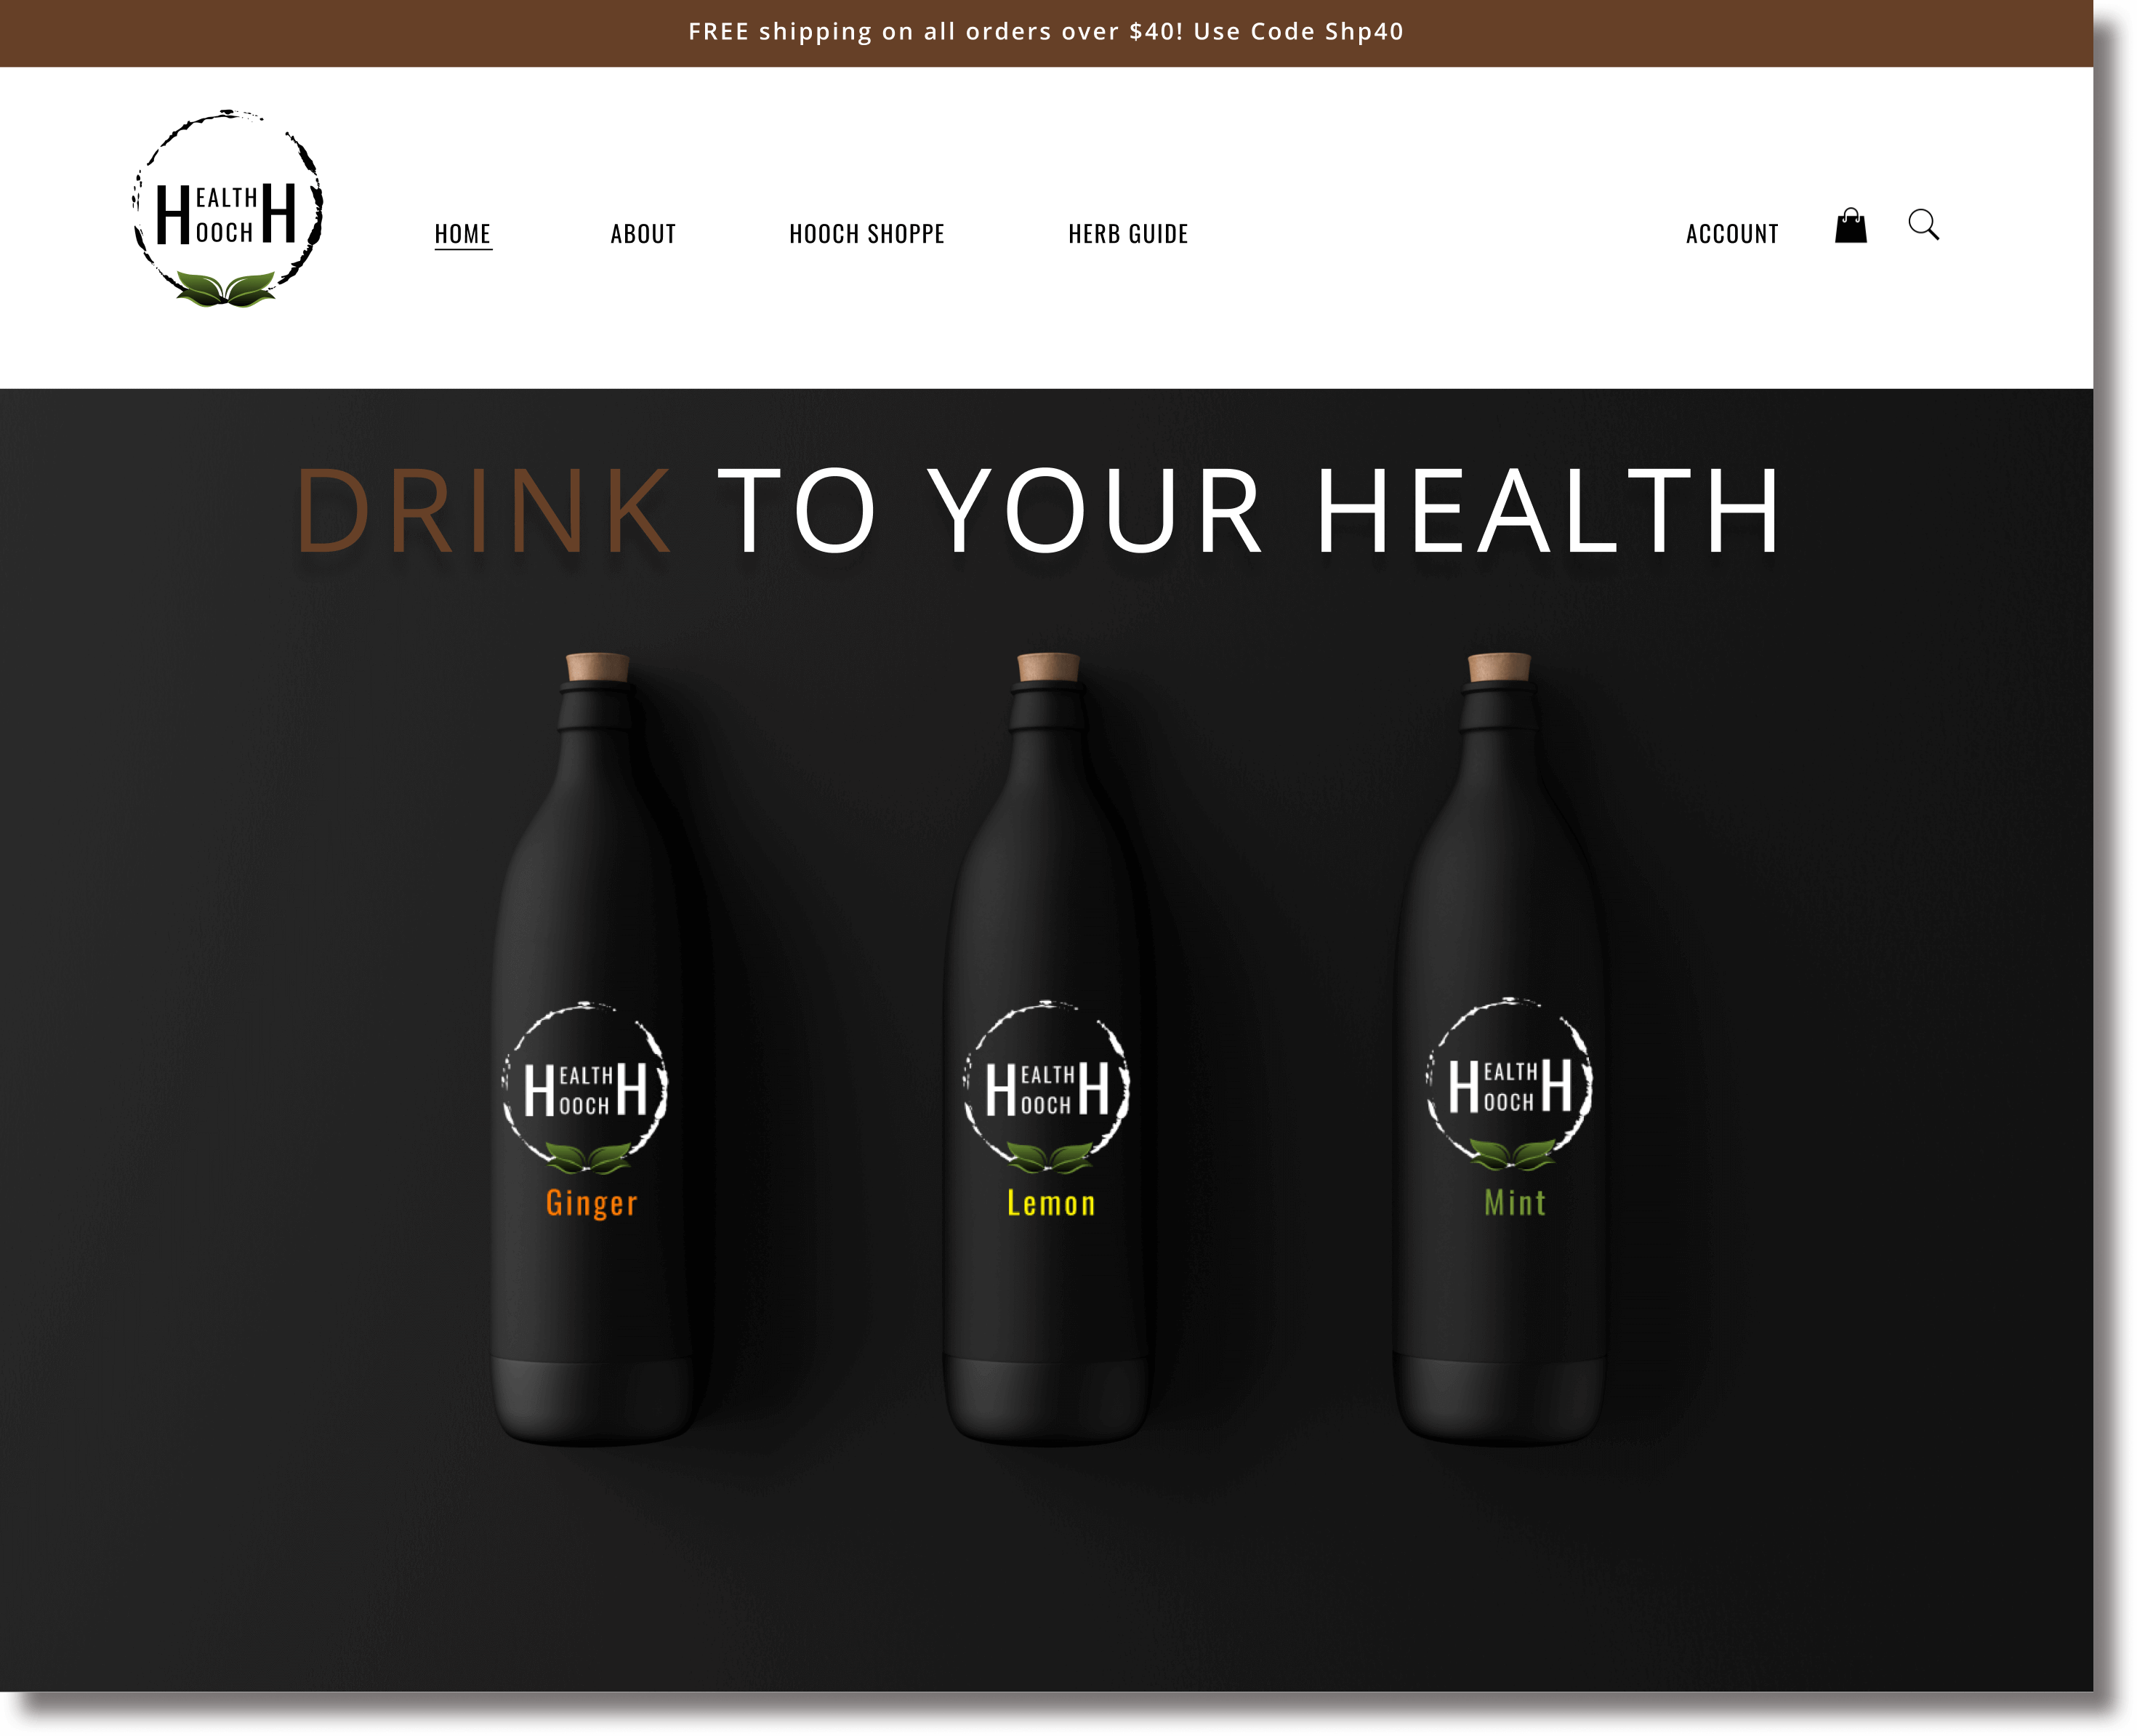 FREE shipping on all orders over $40! Use Code Shp40
HEALTH H
HOOCH
HOME ABOUT HOOCH SHOPPE HERB GUIDE ACCOUNT
DRINK TO YOUR HEALTH
HEALTH H
HOOCH
Ginger
HEALTH H
HOOCH
Lemon
HEALTH H
HOOCH
Mint